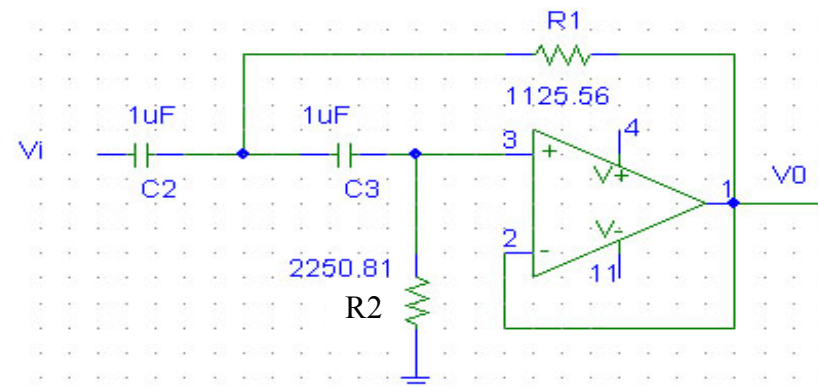 R1
1125.56
1uF
1uF
Vi
C2
C3
3
+
4
V+
1
V0
2
-
V-
11
2250.81
R2